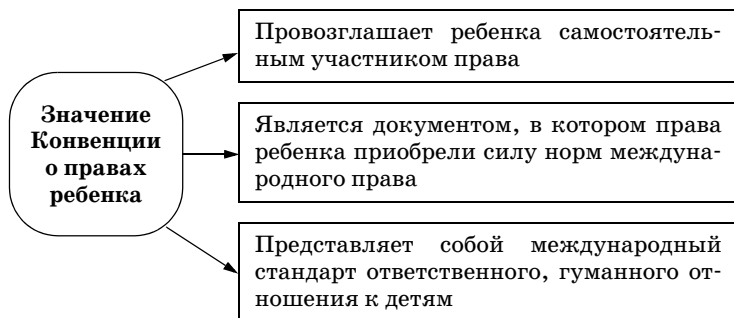 Значение
Конвенции
о правах
ребенка
Провозглашает ребенка самостоятель-
ным участником права
Является документом, в котором права
ребенка приобрели силу норм междуна-
родного права
Представляет собой международный
стандарт ответственного, гуманного от-
ношения к детям